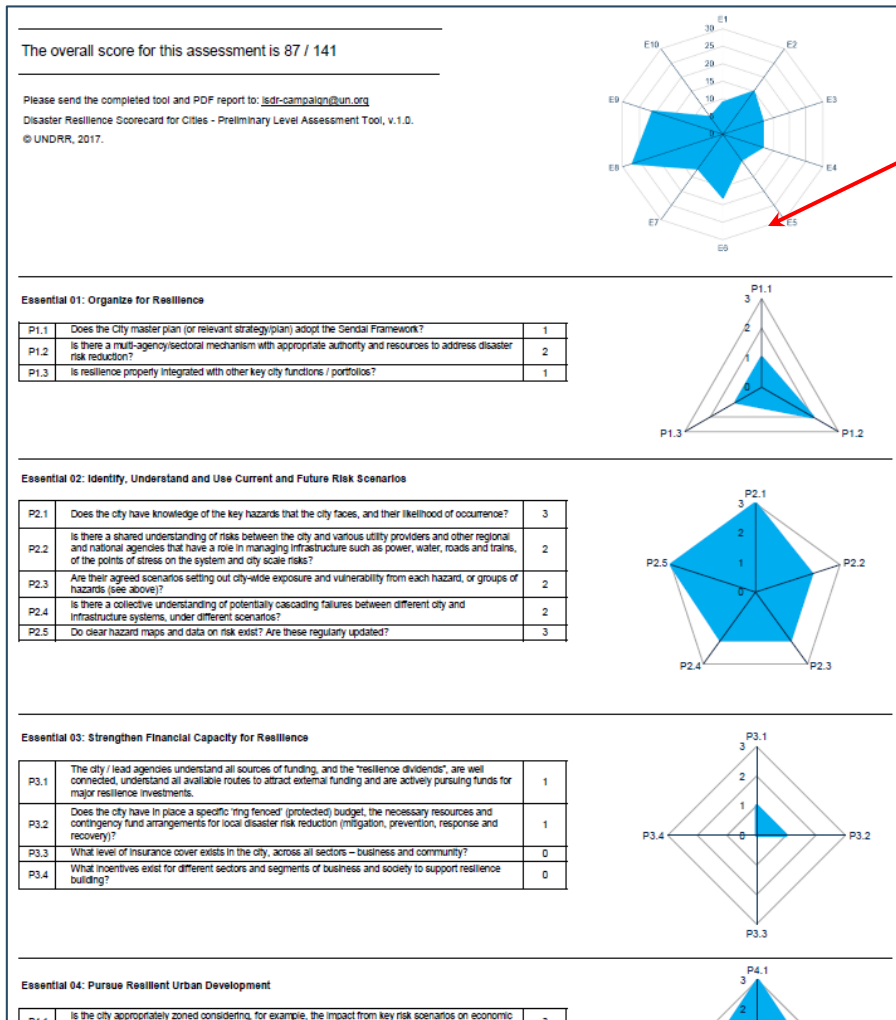 The overall score for this assessment is 87 / 141
Please send the completed tool and PDF report to: isdr-campaign@un.org
Disaster Resilience Scorecard for Cities - Preliminary Level Assessment Tool, v.1.0.
© UNDRR, 2017.
E1
30
25
20
15
10
5
0
E2
E3
E4
E5
E6
E7
E8
E9
E10
Essential 01: Organize for Resilience
P1.1 Does the City master plan (or relevant strategy/plan) adopt the Sendai Framework? 1
P1.2 Is there a multi-agency/sectoral mechanism with appropriate authority and resources to address disaster
risk reduction? 2
P1.3 Is resilience properly integrated with other key city functions / portfolios? 1
P1.1
3
2
1
0
P1.3
P1.2
Essential 02: Identify, Understand and Use Current and Future Risk Scenarios
P2.1 Does the city have knowledge of the key hazards that the city faces, and their likelihood of occurrence? 3
P2.2 Is there a shared understanding of risks between the city and various utility providers and other regional
and national agencies that have a role in managing infrastructure such as power, water, roads and trains,
of the points of stress on the system and city scale risks? 2
P2.3 Are their agreed scenarios setting out city-wide exposure and vulnerability from each hazard, or groups of
hazards (see above)? 2
P2.4 Is there a collective understanding of potentially cascading failures between different city and
infrastructure systems, under different scenarios? 2
P2.5 Do clear hazard maps and data on risk exist? Are these regularly updated? 3
P2.1
3
2
1
0
P2.5
P2.2
P2.4
P2.3
Essential 03: Strengthen Financial Capacity for Resilience
P3.1 The city / lead agencies understand all sources of funding, and the "resilience dividends", are well
connected, understand all available routes to attract external funding and are actively pursuing funds for
major resilience investments. 1
P3.2 Does the city have in place a specific 'ring fenced' (protected) budget, the necessary resources and
contingency fund arrangements for local disaster risk reduction (mitigation, prevention, response and
recovery)? 1
P3.3 What level of insurance cover exists in the city, across all sectors – business and community? 0
P3.4 What incentives exist for different sectors and segments of business and society to support resilience
building? 0
P3.1
3
2
1
0
P3.4
P3.2
P3.3
Essential 04: Pursue Resilient Urban Development
Is the city appropriately zoned considering, for example, the impact from key risk scenarios on economic
P4.1
3
2